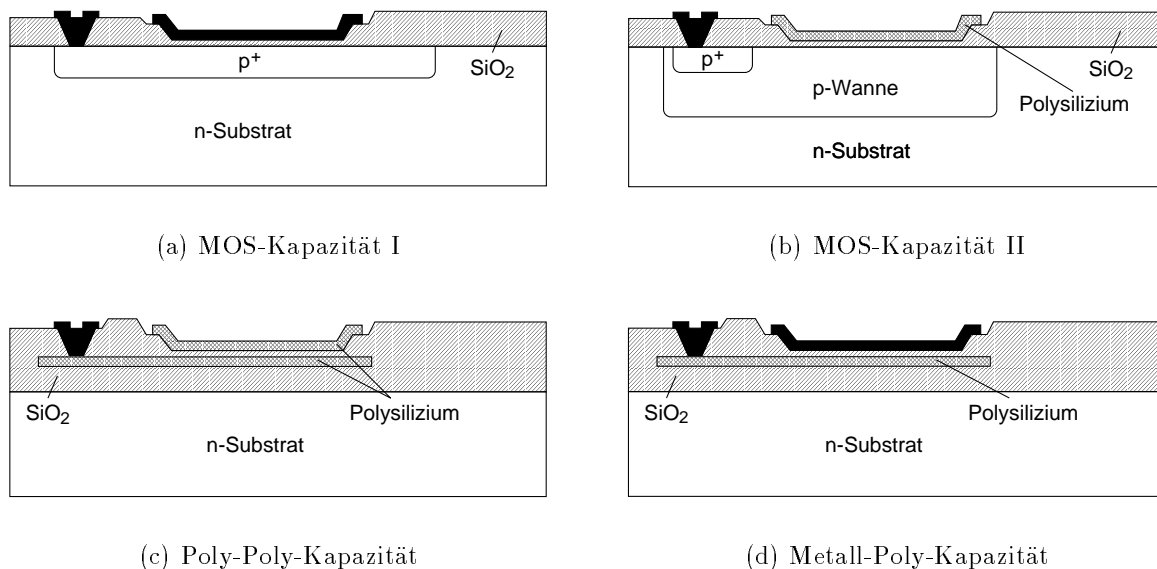 p+
SiO2
n-Substrat
(a) MOS-Kapazität I
p+
p-Wanne
SiO2
Polysilizium
n-Substrat
(b) MOS-Kapazität II
SiO2
Polysilizium
n-Substrat
(c) Poly-Poly-Kapazität
SiO2
Polysilizium
n-Substrat
(d) Metall-Poly-Kapazität